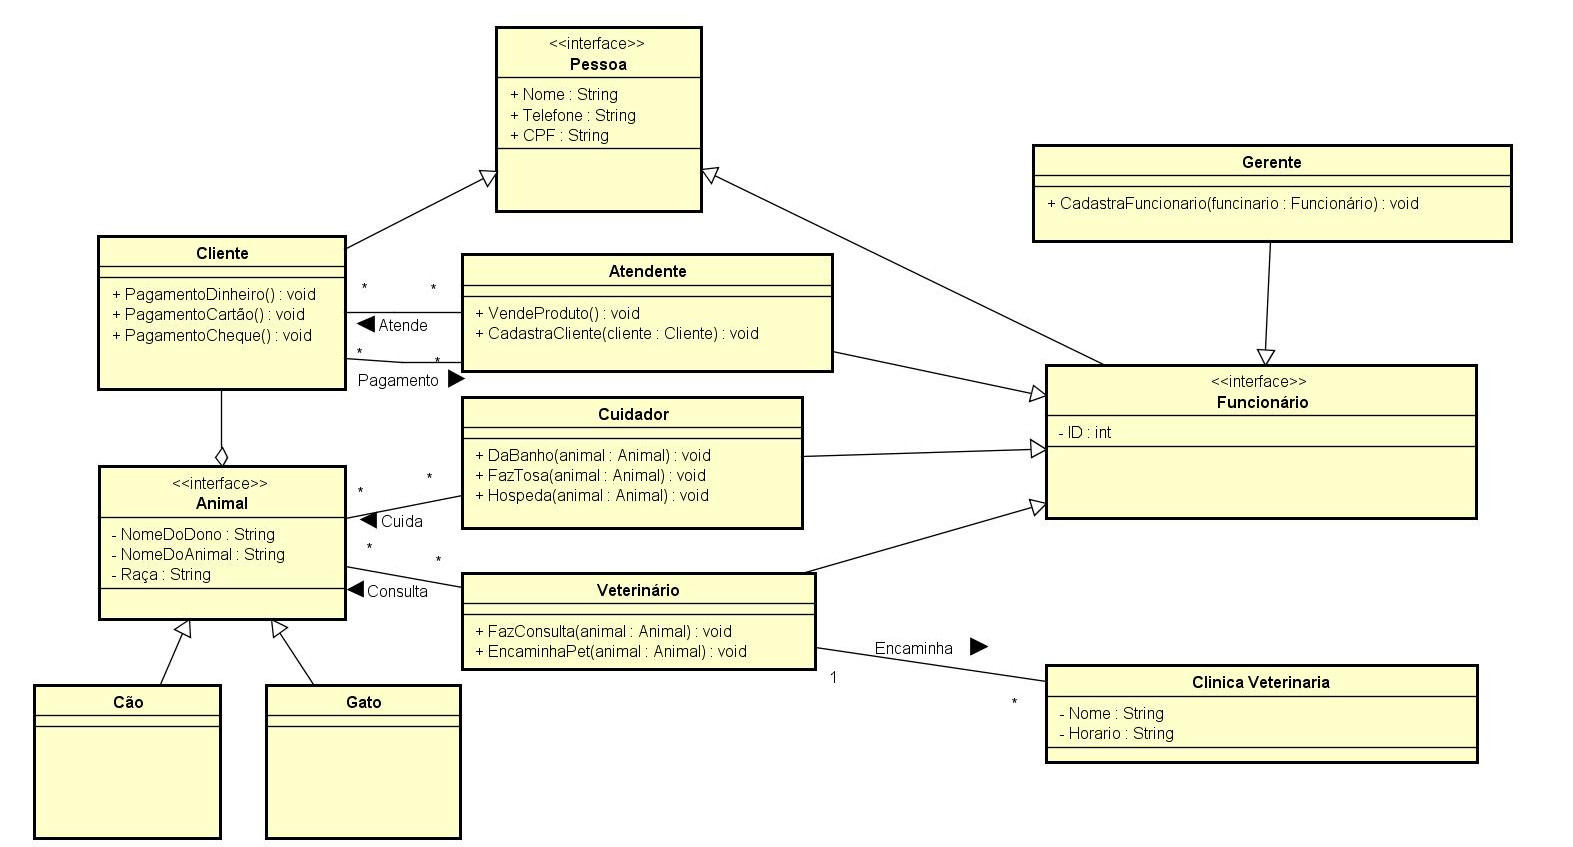 <<interface>>
Pessoa
+ Nome : String
+ Telefone : String
+ CPF : String
Gerente
+ CadastraFuncionario(funcinario : Funcionário) : void
Cliente
+ PagamentoDinheiro() : void
+ PagamentoCartão() : void
+ PagamentoCheque() : void
* *
Atende
* *
Pagamento
Atendente
+ VendeProduto() : void
+ CadastraCliente(cliente : Cliente) : void
<<interface>>
Funcionário
- ID : int
Cuidador
+ DaBanho(animal : Animal) : void
+ FazTosa(animal : Animal) : void
+ Hospeda(animal : Animal) : void
<<interface>>
Animal
- NomeDoDono : String
- NomeDoAnimal : String
- Raça : String
* *
Cuida
* *
Consulta
Veterinário
+ FazConsulta(animal : Animal) : void
+ EncaminhaPet(animal : Animal) : void
Encaminha
1
*
Clinica Veterinaria
- Nome : String
- Horario : String
Cão
Gato